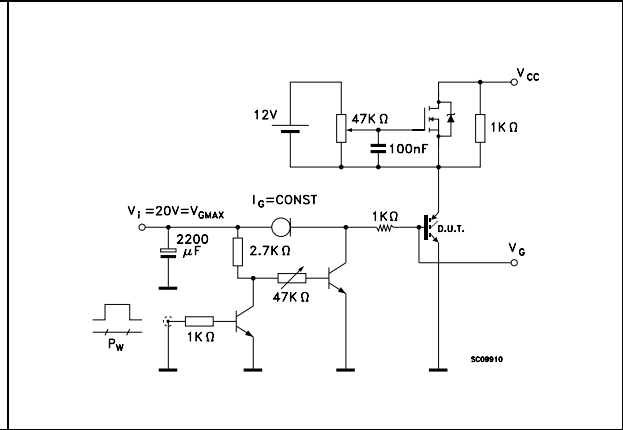 V CC
12V
47K Ω
1K Ω
100nF
I G =CONST
V i =20V=V GMAX
1K Ω
D.U.T.
2200
μF
2.7K Ω
V G
47K Ω
1K Ω
P W
SC09910